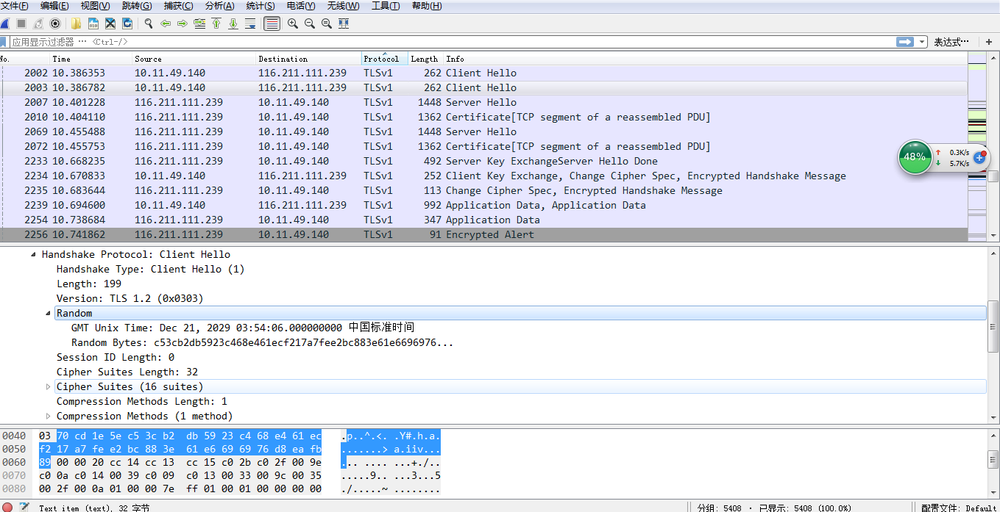 文件(F) 编辑(E) 视图(V) 跳转(G) 捕获(C) 分析(A) 统计(S) 电话(Y) 无线(W) 工具(T) 帮助(H)
应用显示过滤器 … <Ctrl-/> 表达式… +
No. Time Source Destination Protocol Length Info
2002 10.386353 10.11.49.140 116.211.111.239 TLSv1 262 Client Hello
2003 10.386782 10.11.49.140 116.211.111.239 TLSv1 262 Client Hello
2007 10.401228 116.211.111.239 10.11.49.140 TLSv1 1448 Server Hello
2010 10.404110 116.211.111.239 10.11.49.140 TLSv1 1362 Certificate[TCP segment of a reassembled PDU]
2069 10.455488 116.211.111.239 10.11.49.140 TLSv1 1448 Server Hello
2072 10.455753 116.211.111.239 10.11.49.140 TLSv1 1362 Certificate[TCP segment of a reassembled PDU]
2233 10.668235 116.211.111.239 10.11.49.140 TLSv1 492 Server Key ExchangeServer Hello Done
2234 10.670833 10.11.49.140 116.211.111.239 TLSv1 252 Client Key Exchange, Change Cipher Spec, Encrypted Handshake Message
2235 10.683644 116.211.111.239 10.11.49.140 TLSv1 113 Change Cipher Spec, Encrypted Handshake Message
2239 10.694600 10.11.49.140 116.211.111.239 TLSv1 992 Application Data, Application Data
2254 10.738684 116.211.111.239 10.11.49.140 TLSv1 347 Application Data
2256 10.741862 116.211.111.239 10.11.49.140 TLSv1 91 Encrypted Alert
48% 0.3K/s
5.7K/s
Handshake Protocol: Client Hello
Handshake Type: Client Hello (1)
Length: 199
Version: TLS 1.2 (0x0303)
Random
GMT Unix Time: Dec 21, 2029 03:54:06.000000000 中国标准时间
Random Bytes: c53cb2db5923c468e461ecf217a7fee2bc883e61e6696976...
Session ID Length: 0
Cipher Suites Length: 32
Cipher Suites (16 suites)
Compression Methods Length: 1
Compression Methods (1 method)
0040 03 70 cd 1e 5e c5 3c b2 db 59 23 c4 68 e4 61 ec .p..^.<. .Y#.h.a.
0050 f2 17 a7 fe e2 bc 88 3e 61 e6 69 69 76 d8 ea fb .......> a.iiv...
0060 89 00 00 20 cc 14 cc 13 cc 15 c0 2b c0 2f 00 9e ... .... ...+./..
0070 c0 0a c0 14 00 39 c0 09 c0 13 00 33 00 9c 00 35 .....9.. ...3...5
0080 00 2f 00 0a 01 00 00 7e ff 01 00 01 00 00 00 00 ./.....~ ........
Text item (text), 32 字节 分组: 5408 · 已显示: 5408 (100.0%) 配置文件: Default